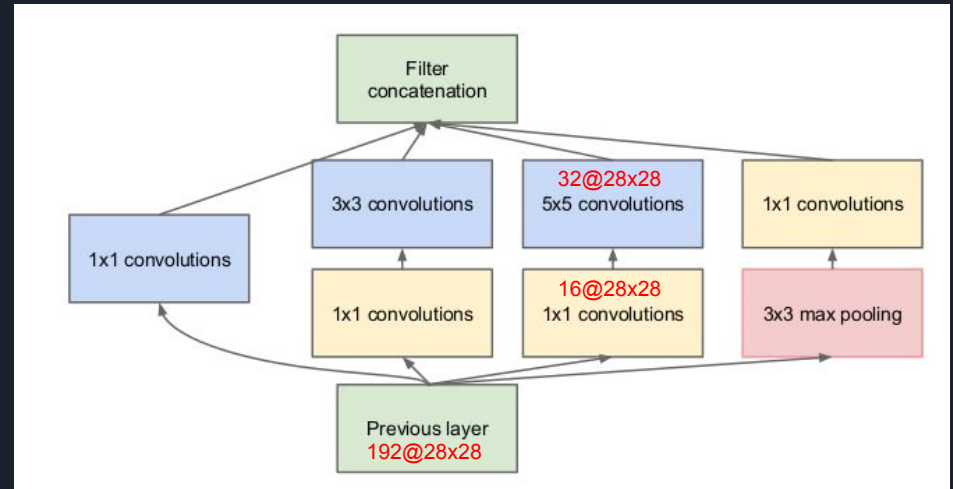 Filter
concatenation
3x3 convolutions
32@28x28
5x5 convolutions
1x1 convolutions
1x1 convolutions
1x1 convolutions
16@28x28
1x1 convolutions
3x3 max pooling
Previous layer
192@28x28